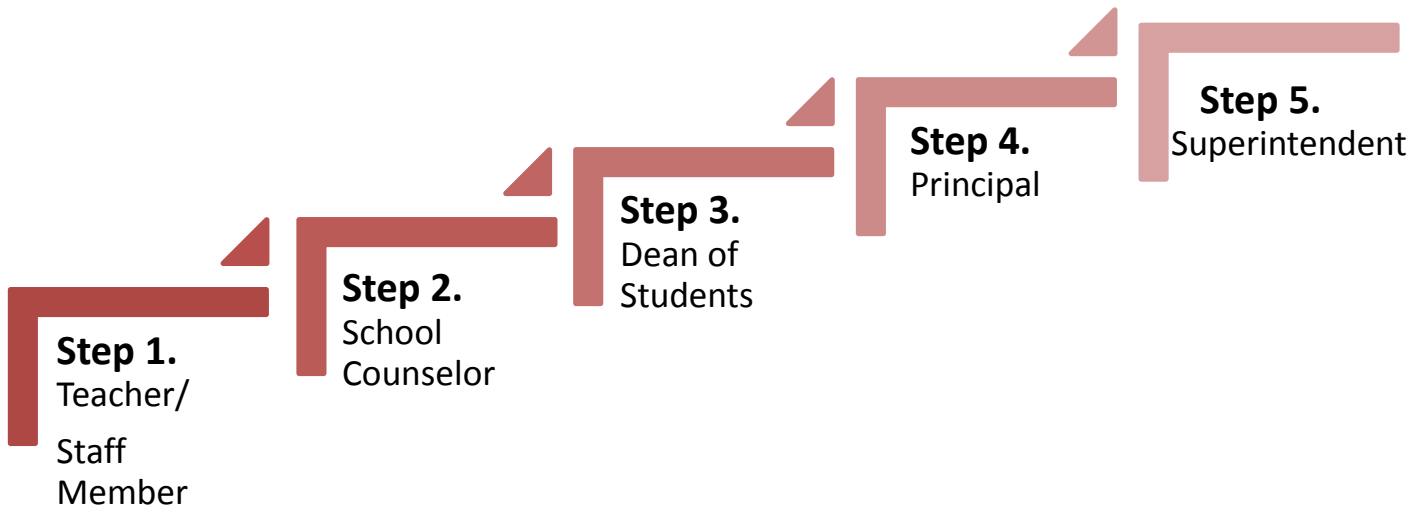 Step 1.
Teacher/
Staff
Member
Step 2.
School
Counselor
Step 3.
Dean of
Students
Step 4.
Principal
Step 5.
Superintendent